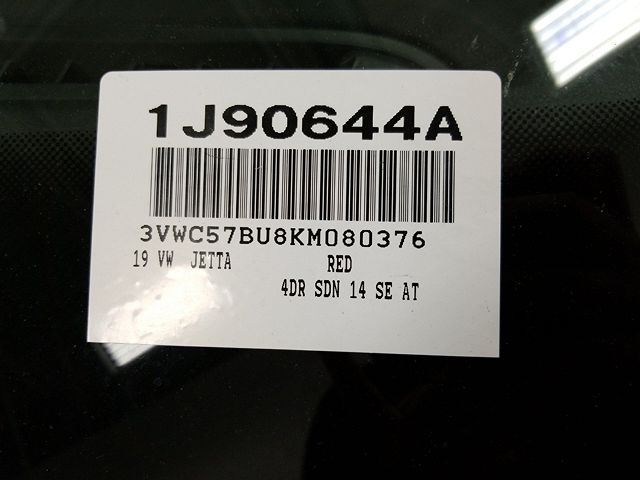 1J90644A
3VWC57BU8KM080376
19 VW JETTA RED
4DR SDN 14 SE AT